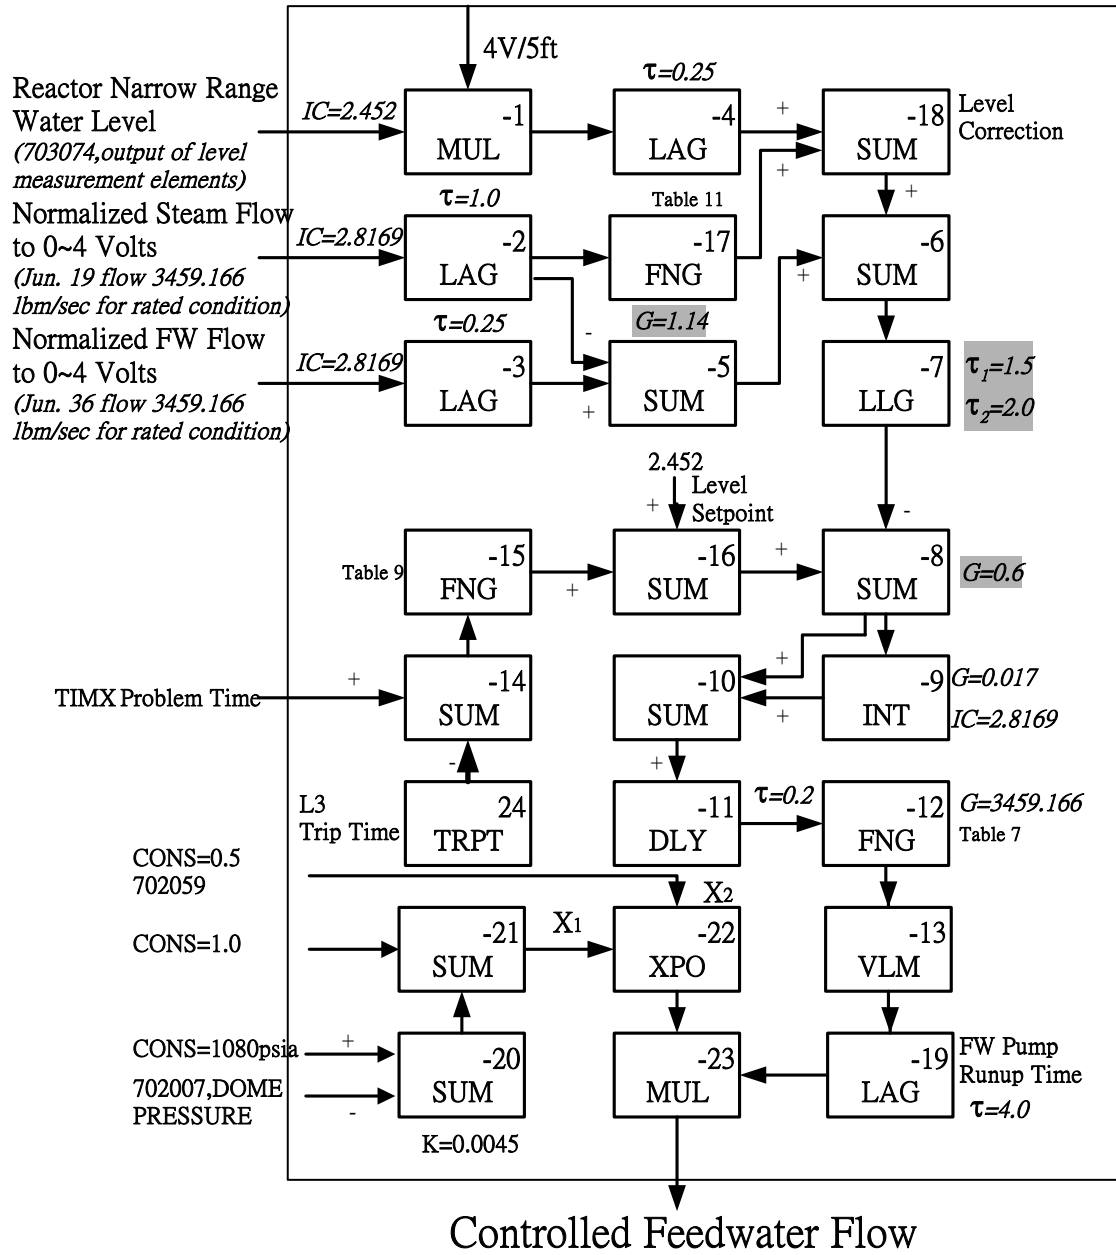 4V/5ft
Reactor Narrow Range
Water Level
(703074,output of level
measurement elements)
IC=2.452
-1
MUL
τ=0.25
-4
LAG
+
+
-18
SUM
Level
Correction
+
Normalized Steam Flow
to 0~4 Volts
(Jun. 19 flow 3459.166
lbm/sec for rated condition)
IC=2.8169
τ=1.0
-2
LAG
Table 11
-17
FNG
+
-6
SUM
Normalized FW Flow
to 0~4 Volts
(Jun. 36 flow 3459.166
lbm/sec for rated condition)
IC=2.8169
τ=0.25
-3
LAG
-
+
G=1.14
-5
SUM
-7
LLG
τ1=1.5
τ2=2.0
2.452
+
Level
Setpoint
-
Table 9
-15
FNG
+
-16
SUM
+
-8
SUM
G=0.6
TIMX Problem Time
+
-14
SUM
-10
SUM
+
+
-9
INT
G=0.017
IC=2.8169
-
+
L3
Trip Time
24
TRPT
-11
DLY
τ=0.2
-12
FNG
G=3459.166
Table 7
CONS=0.5
702059
X2
CONS=1.0
-21
SUM
X1
-22
XPO
-13
VLM
CONS=1080psia
+
702007,DOME
PRESSURE
-
-20
SUM
K=0.0045
-23
MUL
-19
LAG
FW Pump
Runup Time
τ=4.0
Controlled Feedwater Flow